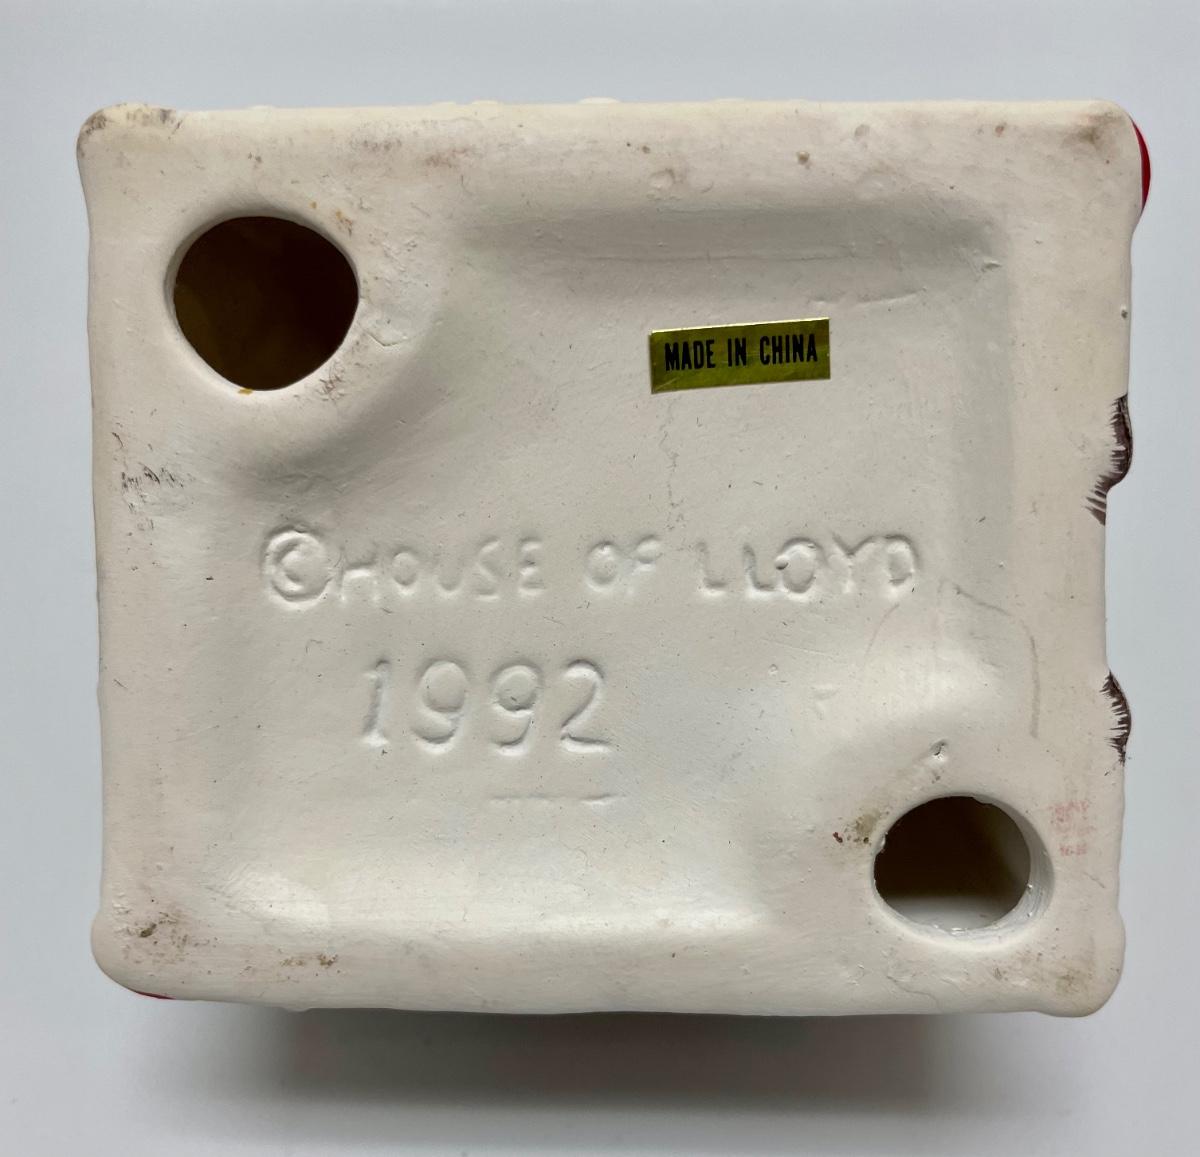 MADE IN CHINA
©HOUSE OF LLOYD
1992